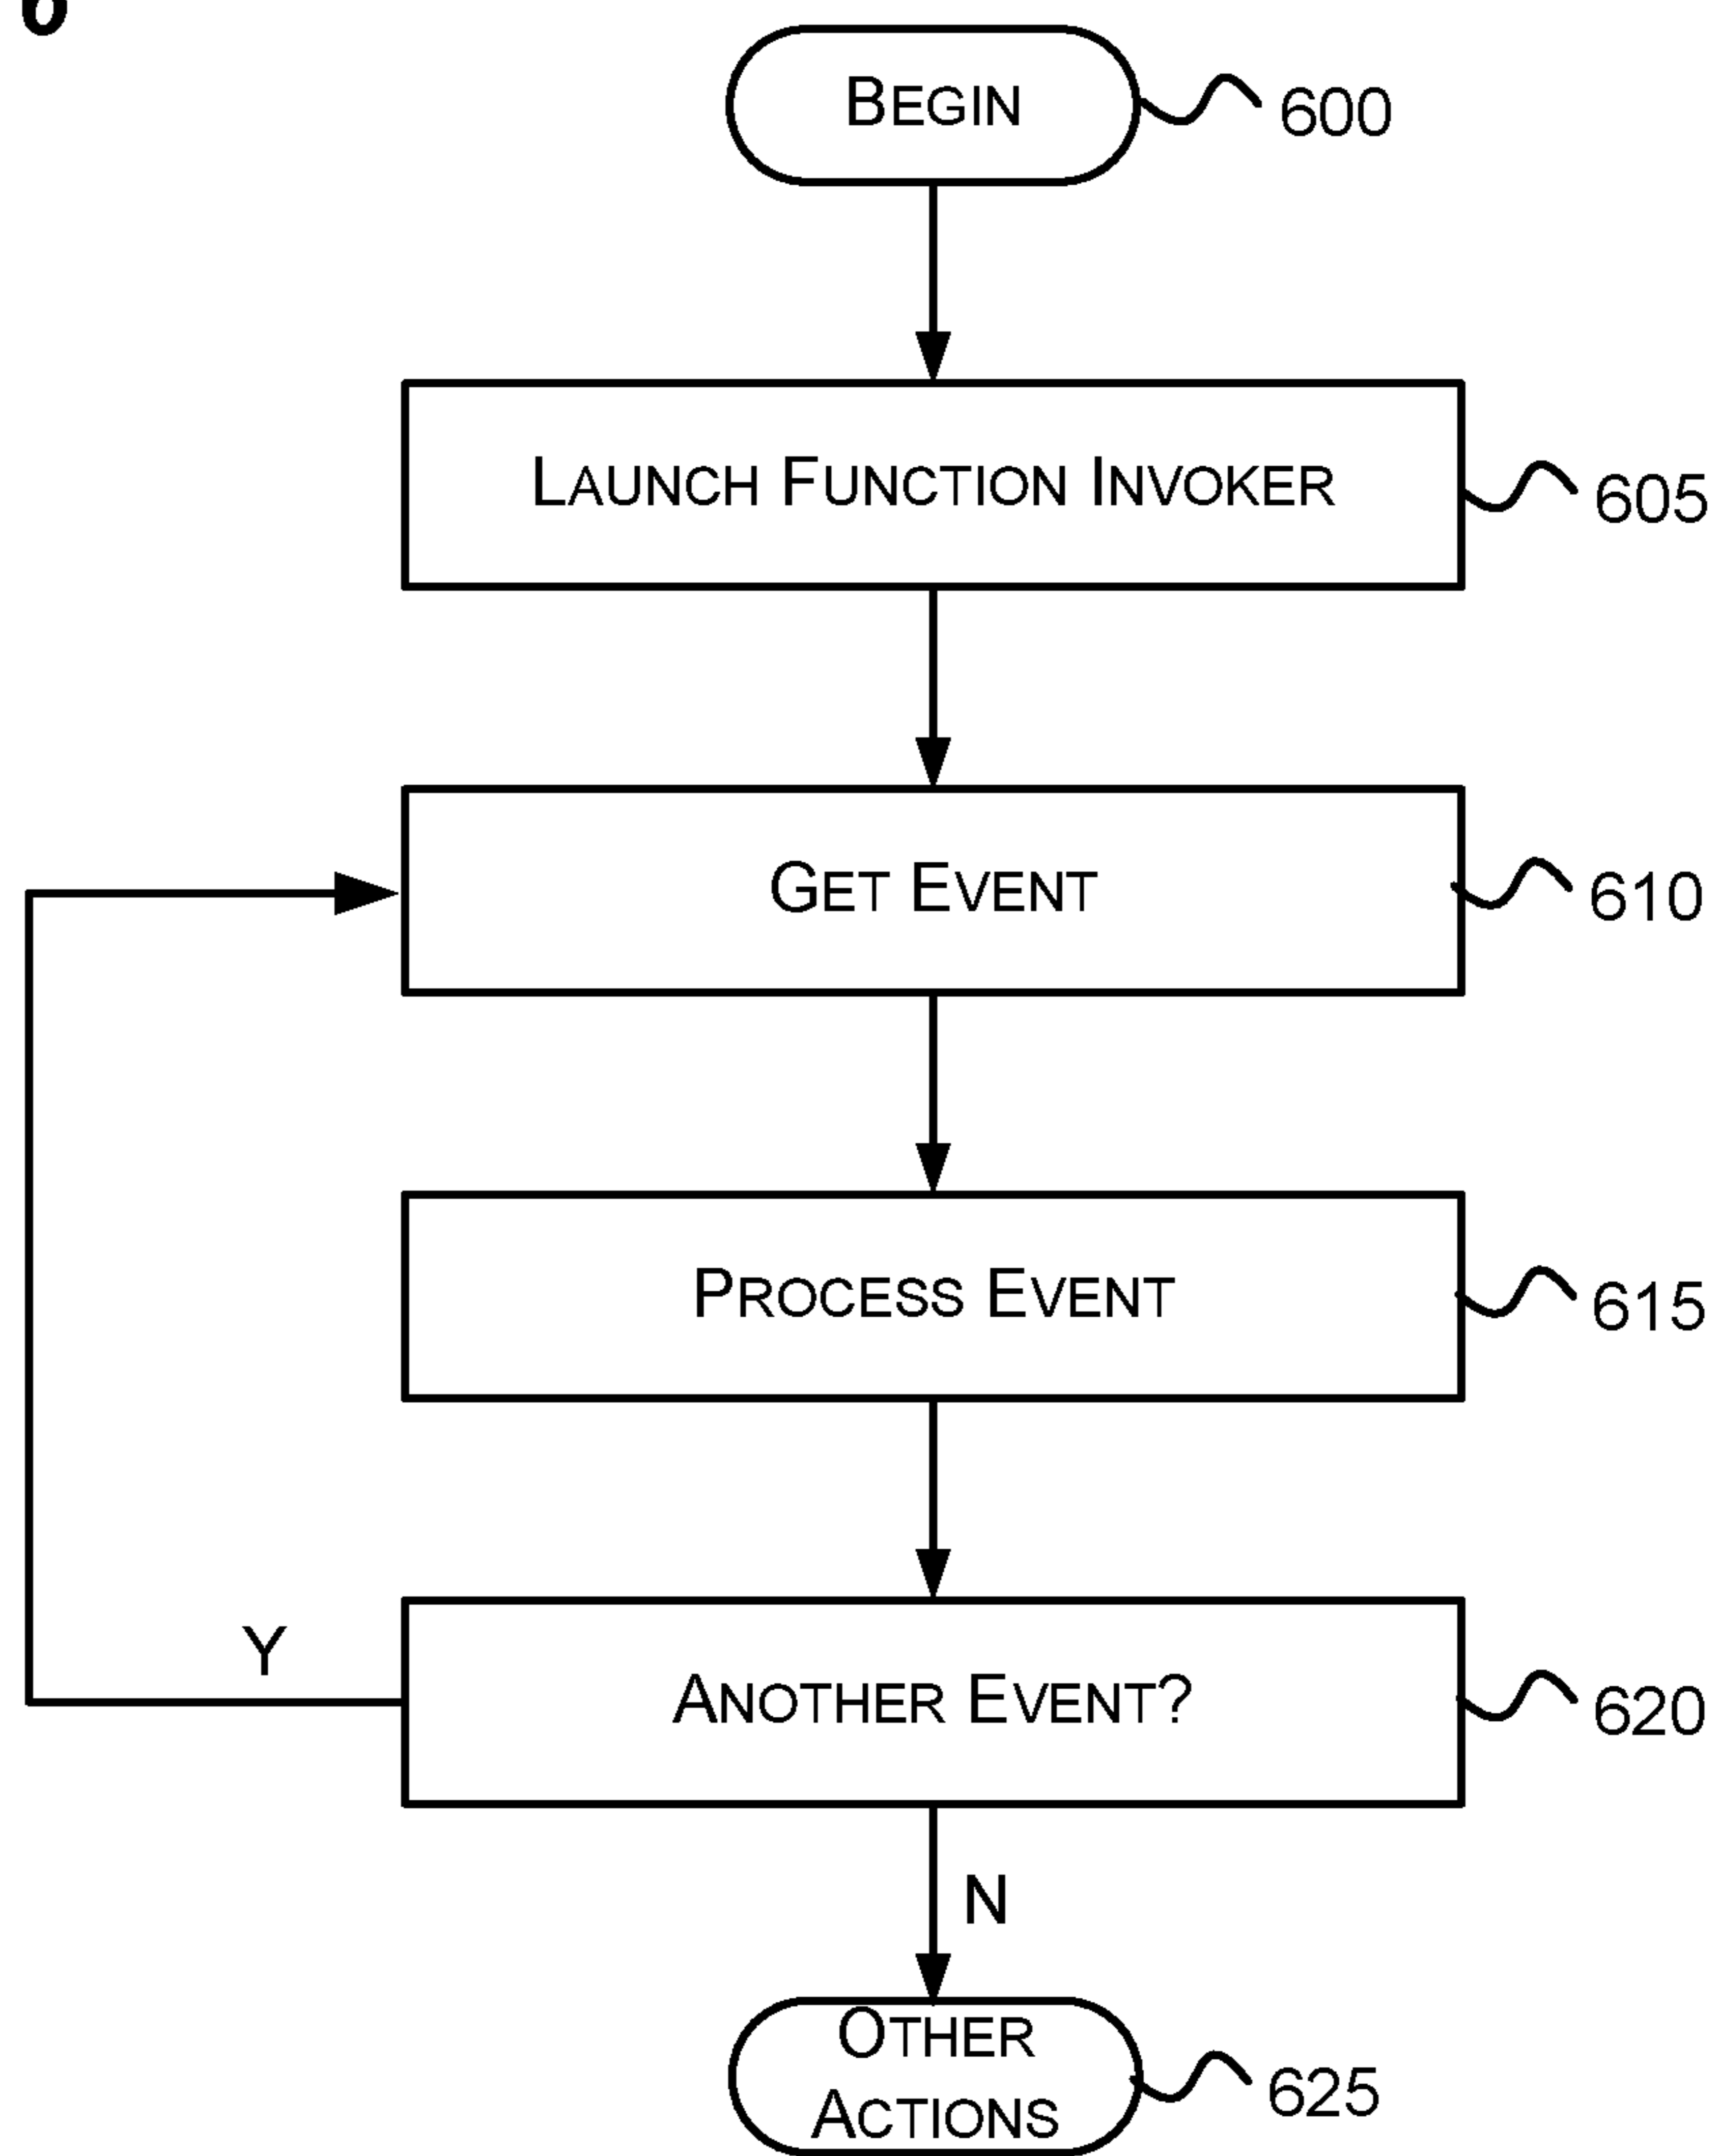 BEGIN
600
LAUNCH FUNCTION INVOKER
605
GET EVENT
610
PROCESS EVENT
615
Y
ANOTHER EVENT?
620
N
OTHER
ACTIONS
625